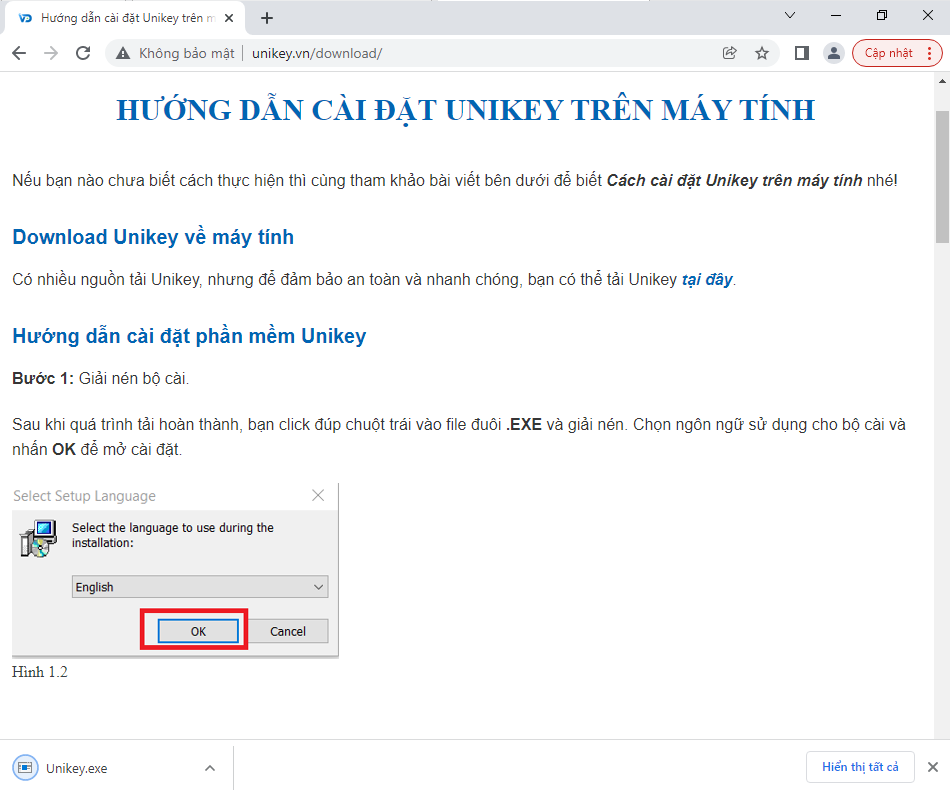 Hướng dẫn cài đặt Unikey trên m
Không bảo mật
unikey.vn/download/
Cập nhật
HƯỚNG DẪN CÀI ĐẶT UNIKEY TRÊN MÁY TÍNH
Nếu bạn nào chưa biết cách thực hiện thì cùng tham khảo bài viết bên dưới để biết Cách cài đặt Unikey trên máy tính nhé!
Download Unikey về máy tính
Có nhiều nguồn tải Unikey, nhưng để đảm bảo an toàn và nhanh chóng, bạn có thể tải Unikey tại đây.
Hướng dẫn cài đặt phần mềm Unikey
Bước 1: Giải nén bộ cài.
Sau khi quá trình tải hoàn thành, bạn click đúp chuột trái vào file đuôi .EXE và giải nén. Chọn ngôn ngữ sử dụng cho bộ cài và
nhấn OK để mở cài đặt.
Select Setup Language
Select the language to use during the
installation:
English
OK
Cancel
Hình 1.2
Unikey.exe
Hiển thị tất cả